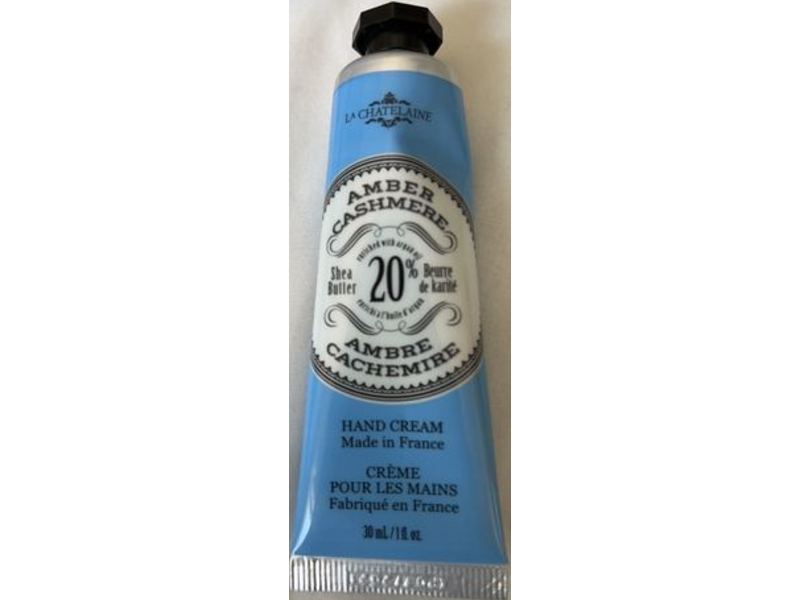 LA CHATELAINE
AMBER
CASHMERE
enriched with argan oil
Shea
Butter
20%
Beurre
de karité
enrichi à l'huile d'argan
AMBRE
CACHEMIRE
HAND CREAM
Made in France
CRÈME
POUR LES MAINS
Fabriqué en France
30 mL / 1 fl. oz.